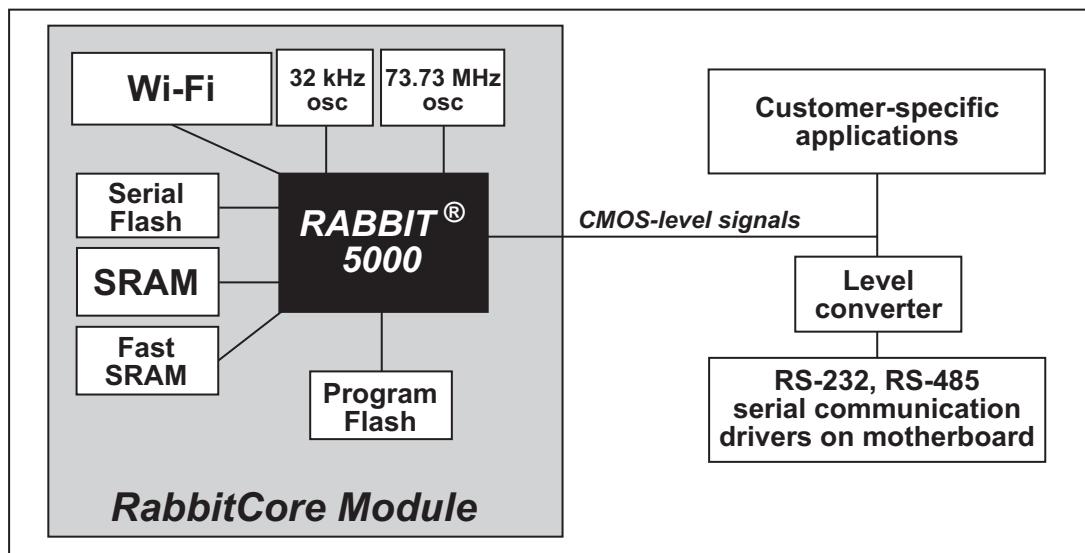 Wi-Fi
32 kHz
osc
73.73 MHz
osc
Serial
Flash
SRAM
Fast
SRAM
RABBIT ®
5000
Program
Flash
RabbitCore Module
CMOS-level signals
Customer-specific
applications
Level
converter
RS-232, RS-485
serial communication
drivers on motherboard